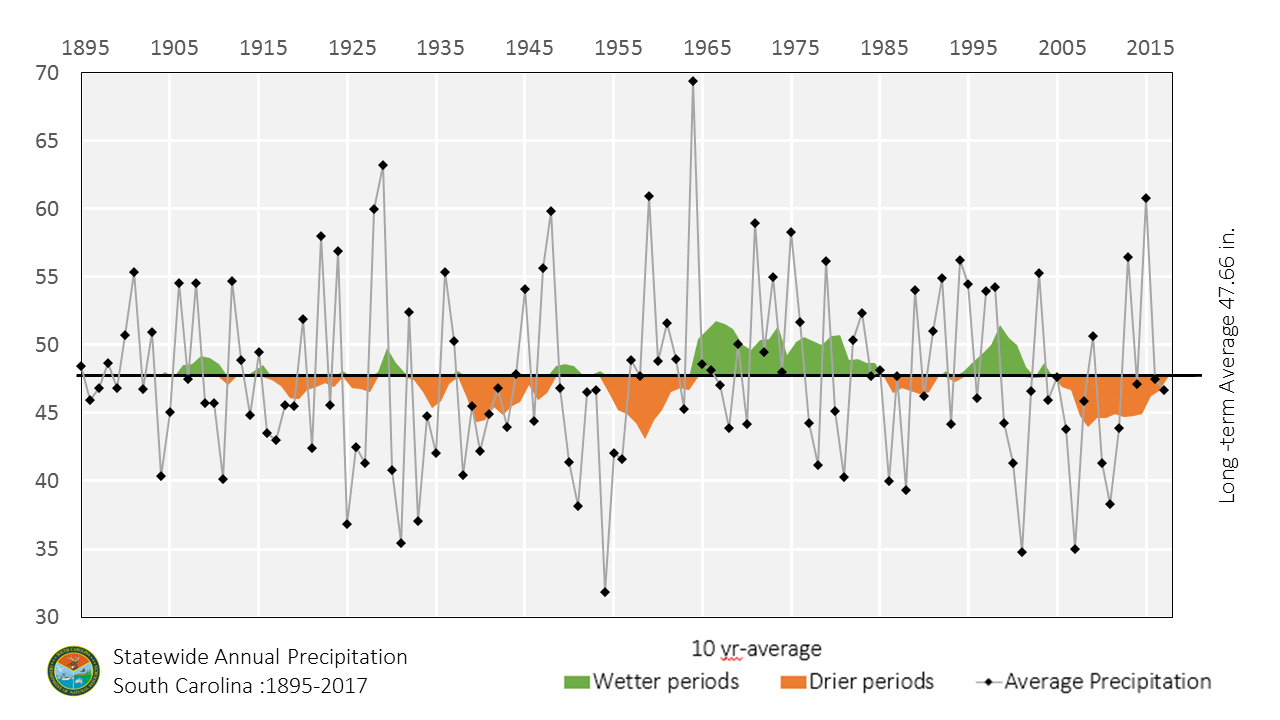 1895 1905 1915 1925 1935 1945 1955 1965 1975 1985 1995 2005 2015
70
65
60
55
50
45
40
35
30
Long -term Average 47.66 in.
10 yr-average
Wetter periods Drier periods Average Precipitation
Statewide Annual Precipitation
South Carolina :1895-2017